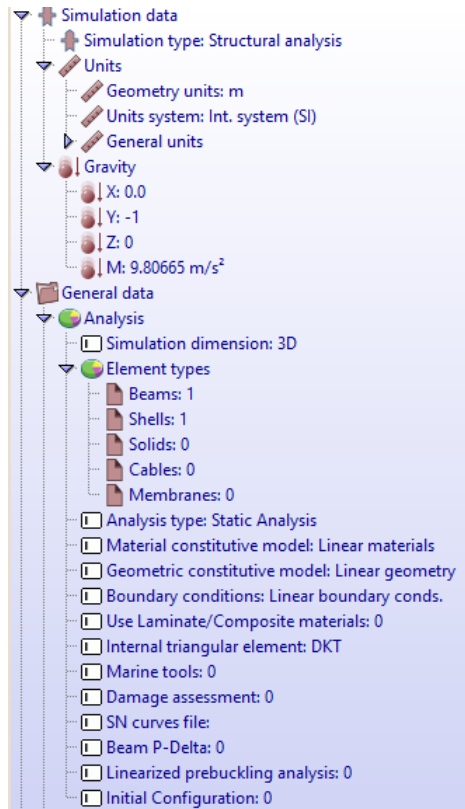 Simulation data
Simulation type: Structural analysis
Units
Geometry units: m
Units system: Int. system (SI)
General units
Gravity
X: 0.0
Y: -1
Z: 0
M: 9.80665 m/s²
General data
Analysis
Simulation dimension: 3D
Element types
Beams: 1
Shells: 1
Solids: 0
Cables: 0
Membranes: 0
Analysis type: Static Analysis
Material constitutive model: Linear materials
Geometric constitutive model: Linear geometry
Boundary conditions: Linear boundary conds.
Use Laminate/Composite materials: 0
Internal triangular element: DKT
Marine tools: 0
Damage assessment: 0
SN curves file:
Beam P-Delta: 0
Linearized prebuckling analysis: 0
Initial Configuration: 0